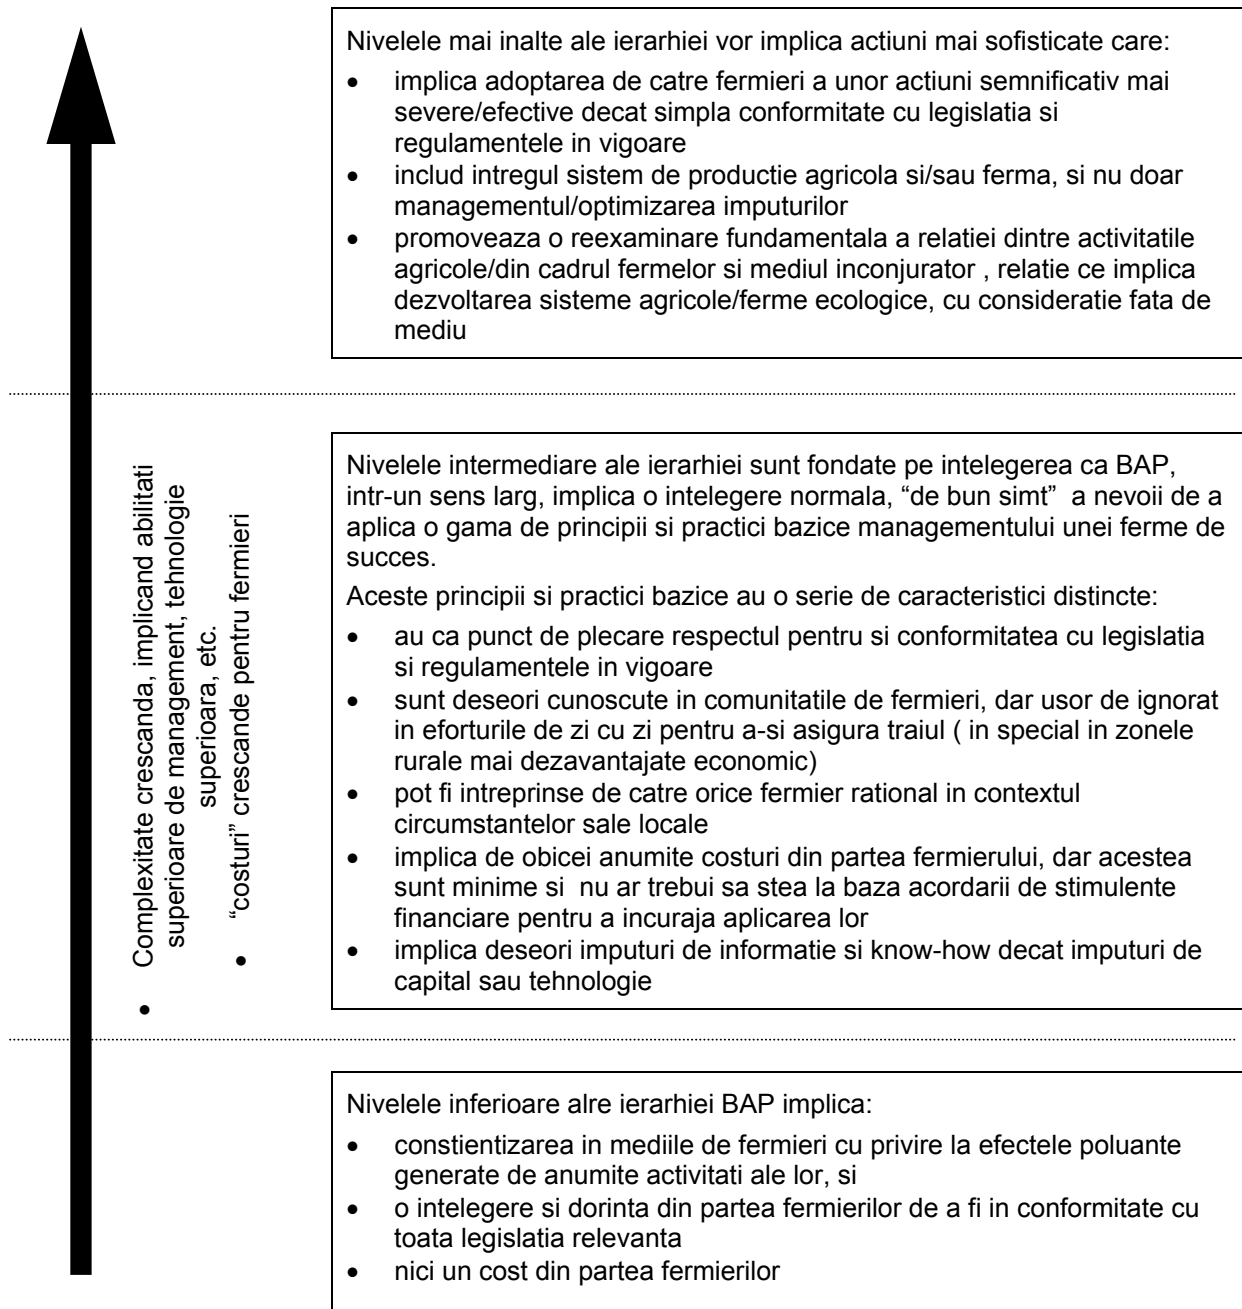 Nivelele mai inalte ale ierarhiei vor implica actiuni mai sofisticate care:
• implica adoptarea de catre fermieri a unor actiuni semnificativ mai
severe/efective decat simpla conformitate cu legislatia si
regulamentele in vigoare
• includ intregul sistem de productie agricola si/sau ferma, si nu doar
managementul/optimizarea imputurilor
• promoveaza o reexaminare fundamentala a relatiei dintre activitatile
agricole/din cadrul fermelor si mediul inconjurator , relatie ce implica
dezvoltarea sisteme agricole/ferme ecologice, cu consideratie fata de
mediu
• Complexitate crescanda, implicand abilitati
superioare de management, tehnologie
superioara, etc.
• “costuri” crescande pentru fermieri
Nivelele intermediare ale ierarhiei sunt fondate pe intelegerea ca BAP,
intr-un sens larg, implica o intelegere normala, “de bun simt” a nevoii de a
aplica o gama de principii si practici bazice managementului unei ferme de
succes.
Aceste principii si practici bazice au o serie de caracteristici distincte:
• au ca punct de plecare respectul pentru si conformitatea cu legislatia
si regulamentele in vigoare
• sunt deseori cunoscute in comunitatile de fermieri, dar usor de ignorat
in eforturile de zi cu zi pentru a-si asigura traiul ( in special in zonele
rurale mai dezavantajate economic)
• pot fi intreprinse de catre orice fermier rational in contextul
circumstantelor sale locale
• implica de obicei anumite costuri din partea fermierului, dar acestea
sunt minime si nu ar trebui sa stea la baza acordarii de stimulente
financiare pentru a incuraja aplicarea lor
• implica deseori imputuri de informatie si know-how decat imputuri de
capital sau tehnologie
Nivelele inferioare alre ierarhiei BAP implica:
• constientizarea in mediile de fermieri cu privire la efectele poluante
generate de anumite activitati ale lor, si
• o intelegere si dorinta din partea fermierilor de a fi in conformitate cu
toata legislatia relevanta
• nici un cost din partea fermierilor